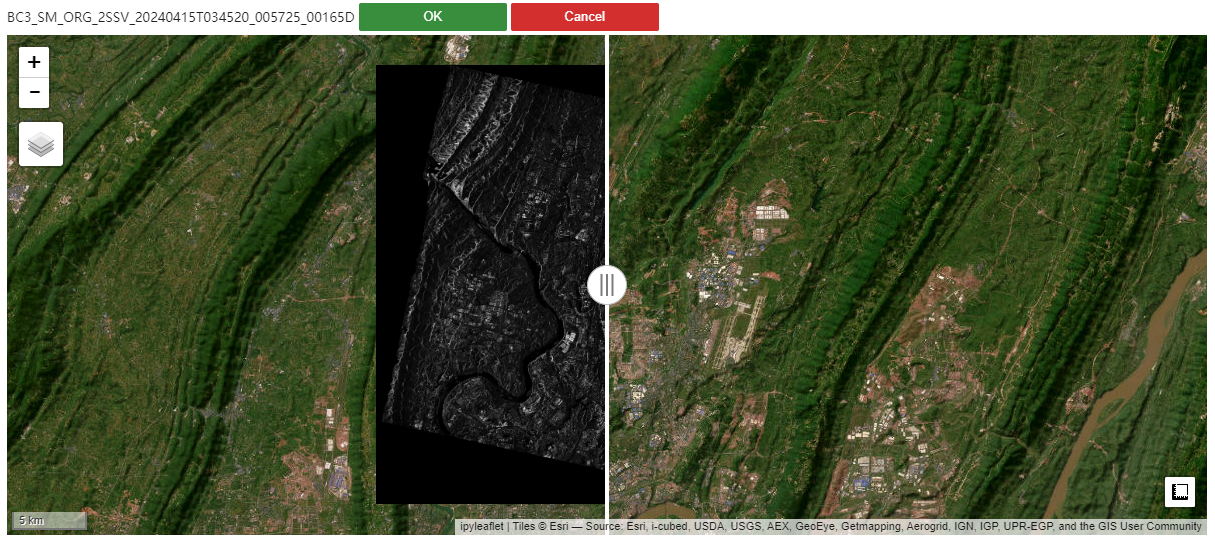 BC3_SM_ORG_2SSV_20240415T034520_005725_00165D OK Cancel
+
−
5 km
ipyleaflet | Tiles © Esri — Source: Esri, i-cubed, USDA, USGS, AEX, GeoEye, Getmapping, Aerogrid, IGN, IGP, UPR-EGP, and the GIS User Community